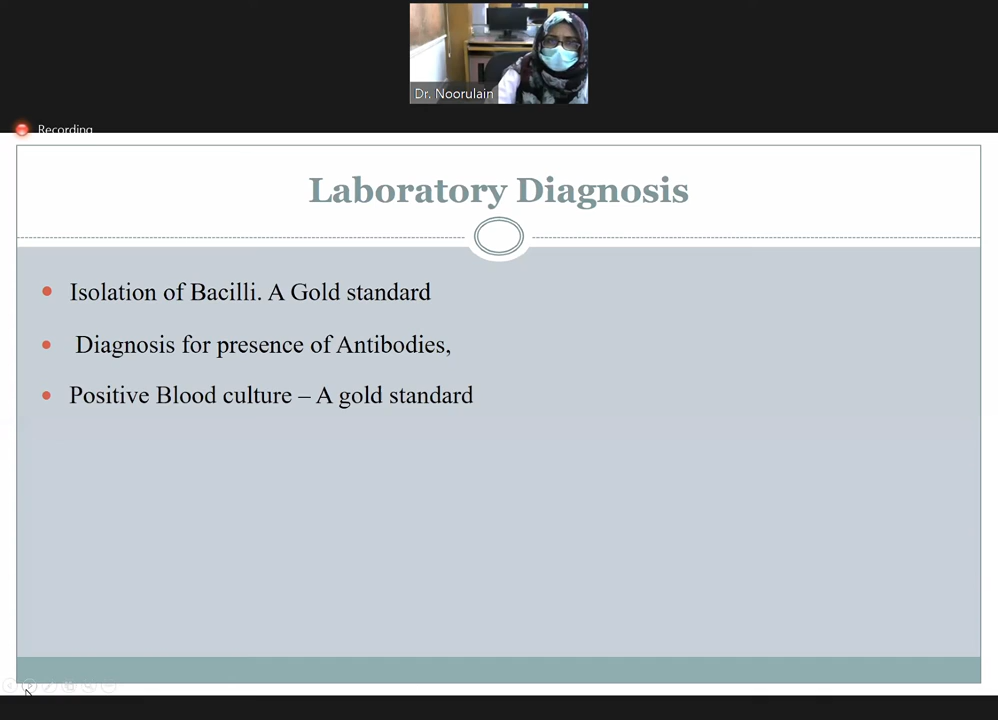 Dr. Noorulain
Recording
Laboratory Diagnosis
Isolation of Bacilli. A Gold standard
Diagnosis for presence of Antibodies,
Positive Blood culture – A gold standard